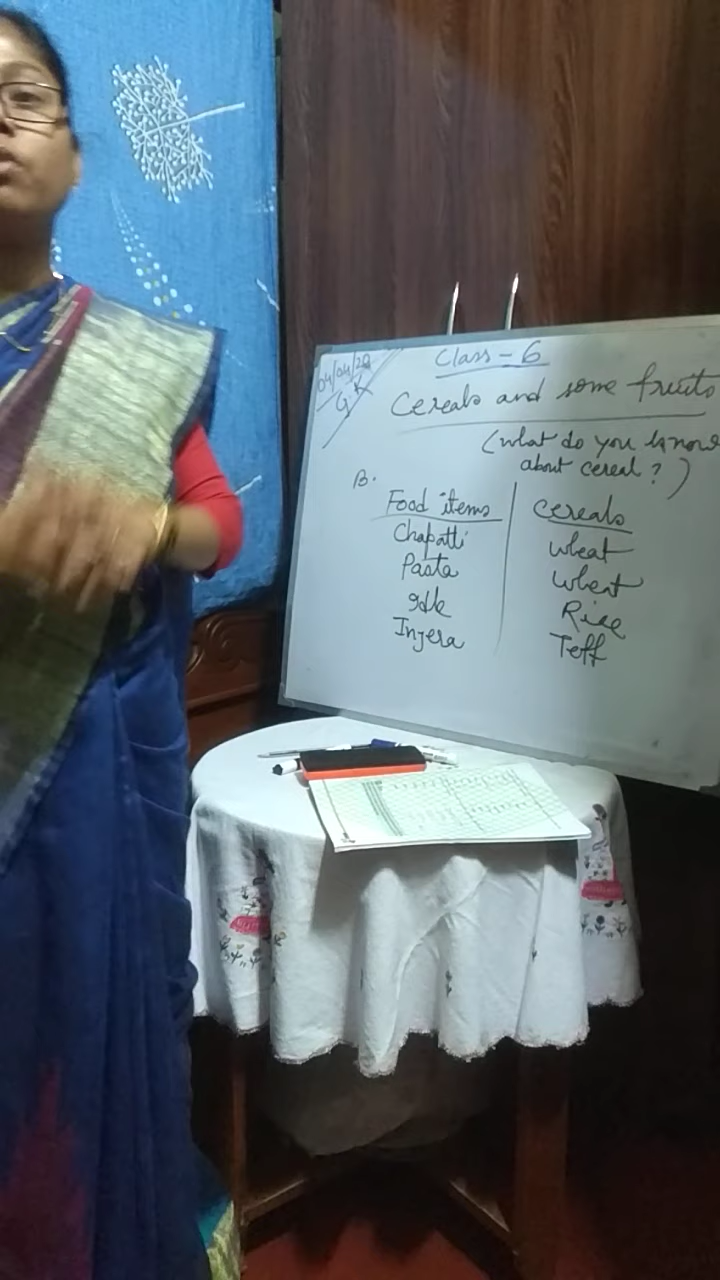 04/04/20
G.K
Class - 6
Cereals and some fruits
(what do you know
about cereal?)
B.
Food items
Cereals
Chapatti
Wheat
Pasta
Wheat
Idli
Rice
Injera
Teff